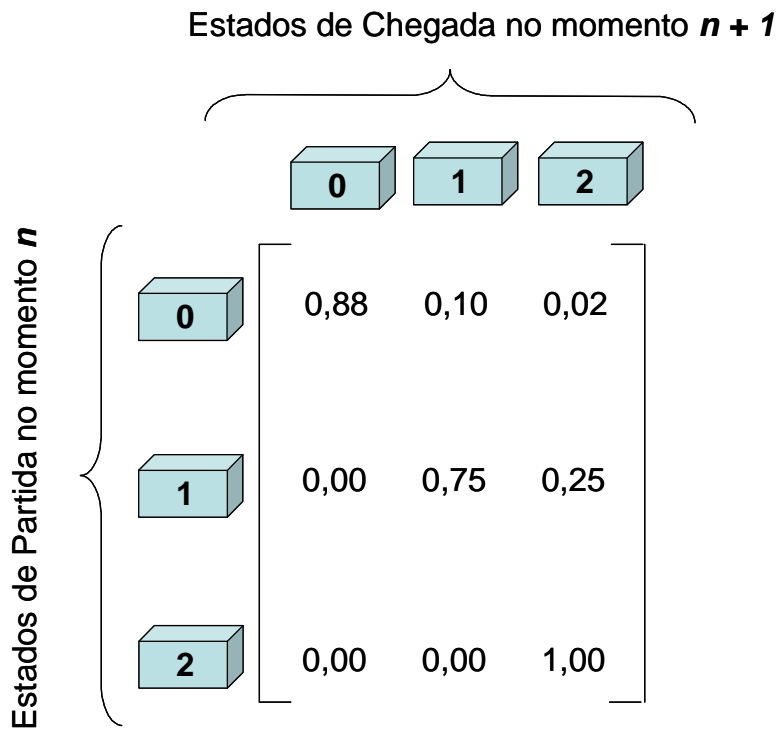 Estados de Chegada no momento n + 1
0 1 2
Estados de Partida no momento n
0 0,88 0,10 0,02
1 0,00 0,75 0,25
2 0,00 0,00 1,00